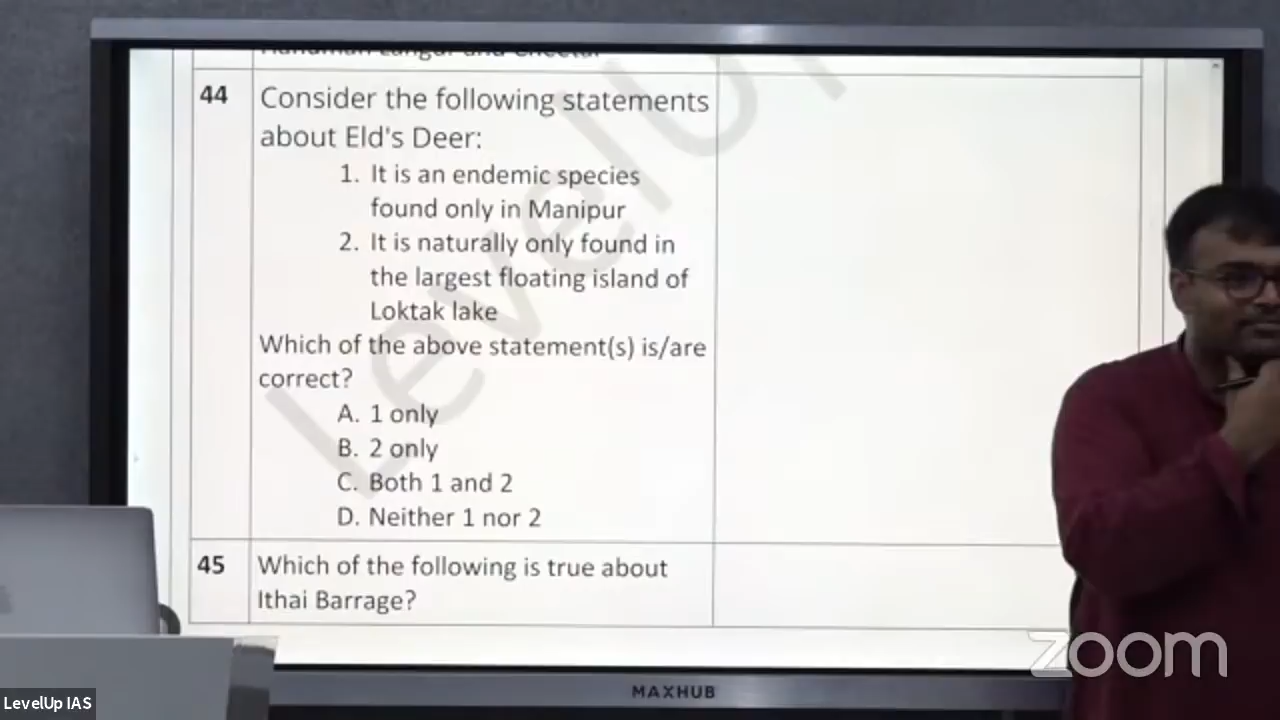 44
Consider the following statements
about Eld's Deer:
1. It is an endemic species
found only in Manipur
2. It is naturally only found in
the largest floating island of
Loktak lake
Which of the above statement(s) is/are
correct?
A. 1 only
B. 2 only
C. Both 1 and 2
D. Neither 1 nor 2
45
Which of the following is true about
Ithai Barrage?
LevelUp
MAXHUB
zoom
LevelUp IAS